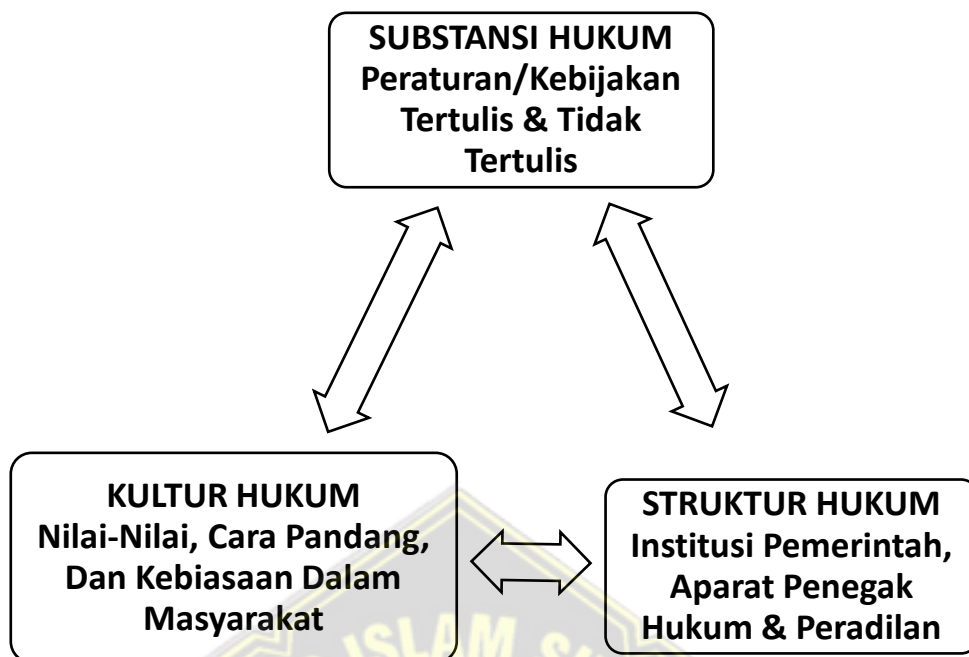 SUBSTANSI HUKUM
Peraturan/Kebijakan
Tertulis & Tidak
Tertulis
KULTUR HUKUM
Nilai-Nilai, Cara Pandang,
Dan Kebiasaan Dalam
Masyarakat
STRUKTUR HUKUM
Institusi Pemerintah,
Aparat Penegak
Hukum & Peradilan
ISLAM